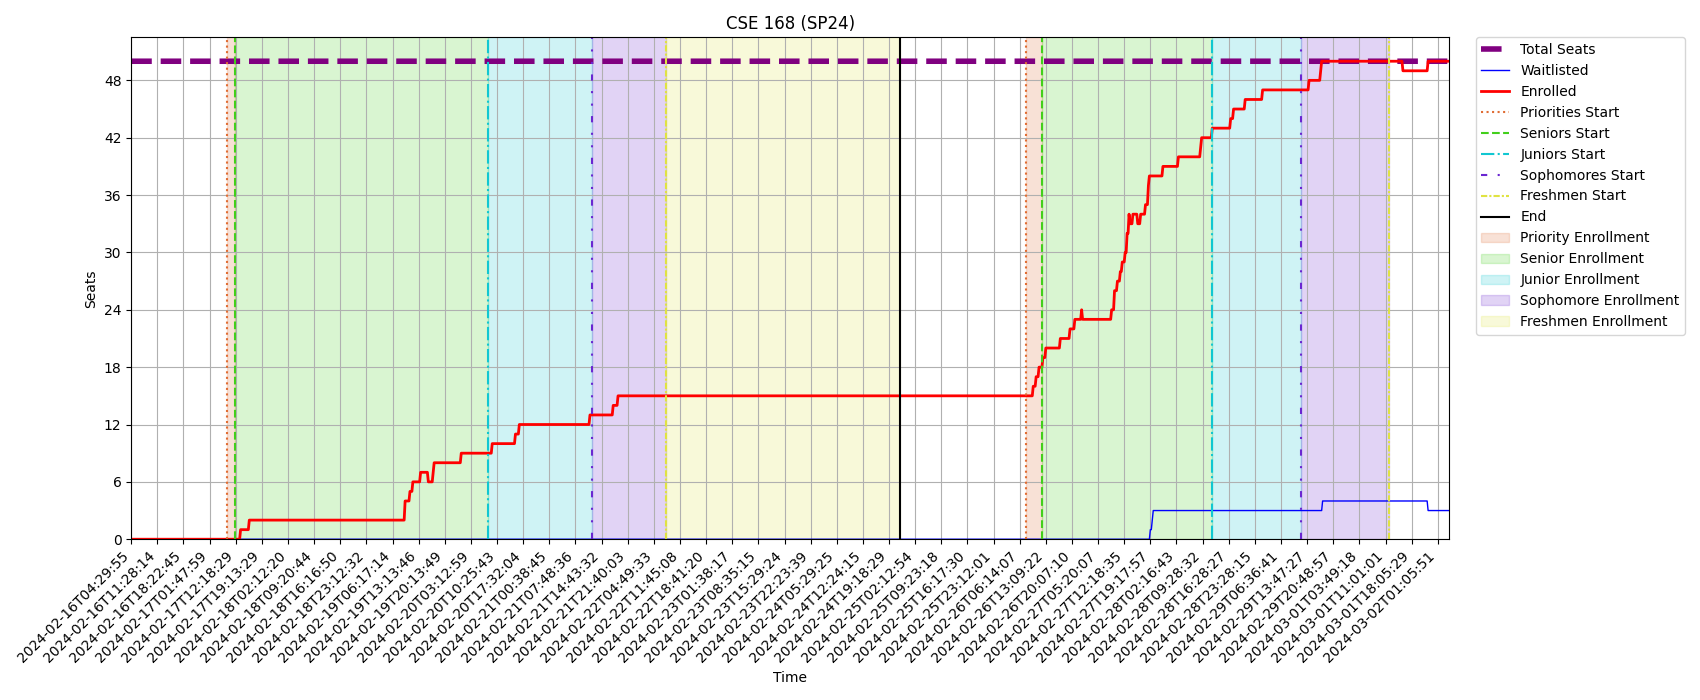 CSE 168 (SP24)
Total Seats
Waitlisted
Enrolled
Priorities Start
Seniors Start
Juniors Start
Sophomores Start
Freshmen Start
End
Priority Enrollment
Senior Enrollment
Junior Enrollment
Sophomore Enrollment
Freshmen Enrollment
Seats
48
42
36
30
24
18
12
6
0
2024-02-16T04:29:55
2024-02-16T11:28:14
2024-02-16T18:22:45
2024-02-17T01:47:59
2024-02-17T12:18:29
2024-02-17T19:13:29
2024-02-18T02:12:20
2024-02-18T09:20:44
2024-02-18T16:16:50
2024-02-18T23:12:32
2024-02-19T06:17:14
2024-02-19T13:13:46
2024-02-19T20:13:49
2024-02-20T03:12:59
2024-02-20T10:25:43
2024-02-20T17:32:04
2024-02-21T00:38:45
2024-02-21T07:48:36
2024-02-21T14:43:32
2024-02-21T21:40:03
2024-02-22T04:49:33
2024-02-22T11:45:08
2024-02-22T18:41:20
2024-02-23T01:38:17
2024-02-23T08:35:15
2024-02-23T15:29:24
2024-02-23T22:23:39
2024-02-24T05:29:25
2024-02-24T12:24:15
2024-02-24T19:18:29
2024-02-25T02:12:54
2024-02-25T09:23:18
2024-02-25T16:17:30
2024-02-25T23:12:01
2024-02-26T06:14:07
2024-02-26T13:09:22
2024-02-26T20:07:10
2024-02-27T05:20:07
2024-02-27T12:18:35
2024-02-27T19:17:57
2024-02-28T02:16:43
2024-02-28T09:28:32
2024-02-28T16:28:27
2024-02-28T23:28:15
2024-02-29T06:36:41
2024-02-29T13:47:27
2024-02-29T20:48:57
2024-03-01T03:49:18
2024-03-01T11:01:01
2024-03-01T18:05:29
2024-03-02T01:05:51
Time